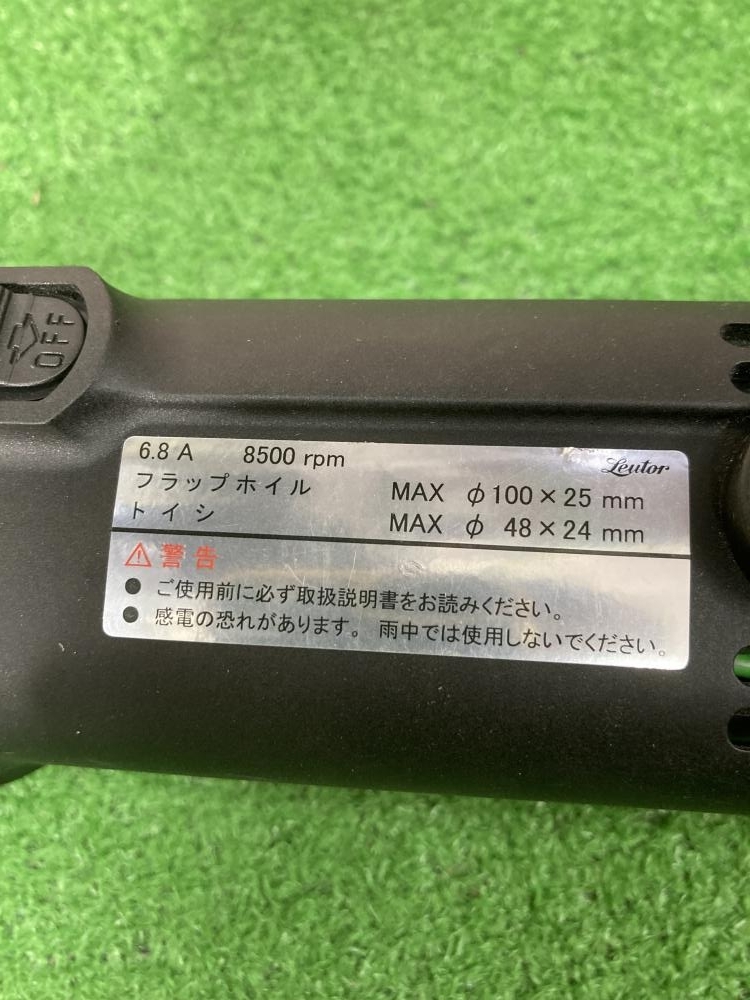 OFF
6.8 A 8500 rpm Leutor
フラップホイル MAX φ100×25 mm
トイシ MAX φ 48×24 mm
⚠警告
● ご使用前に必ず取扱説明書をお読みください。
● 感電の恐れがあります。 雨中では使用しないでください。